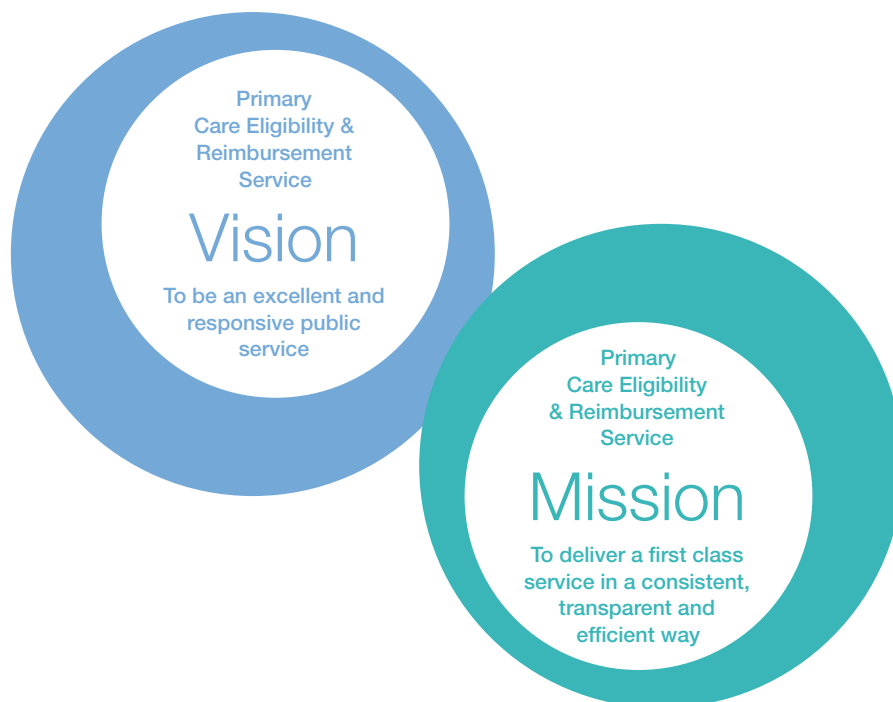 Primary
Care Eligibility &
Reimbursement
Service
Vision
To be an excellent and
responsive public
service
Primary
Care Eligibility
& Reimbursement
Service
Mission
To deliver a first class
service in a consistent,
transparent and
efficient way